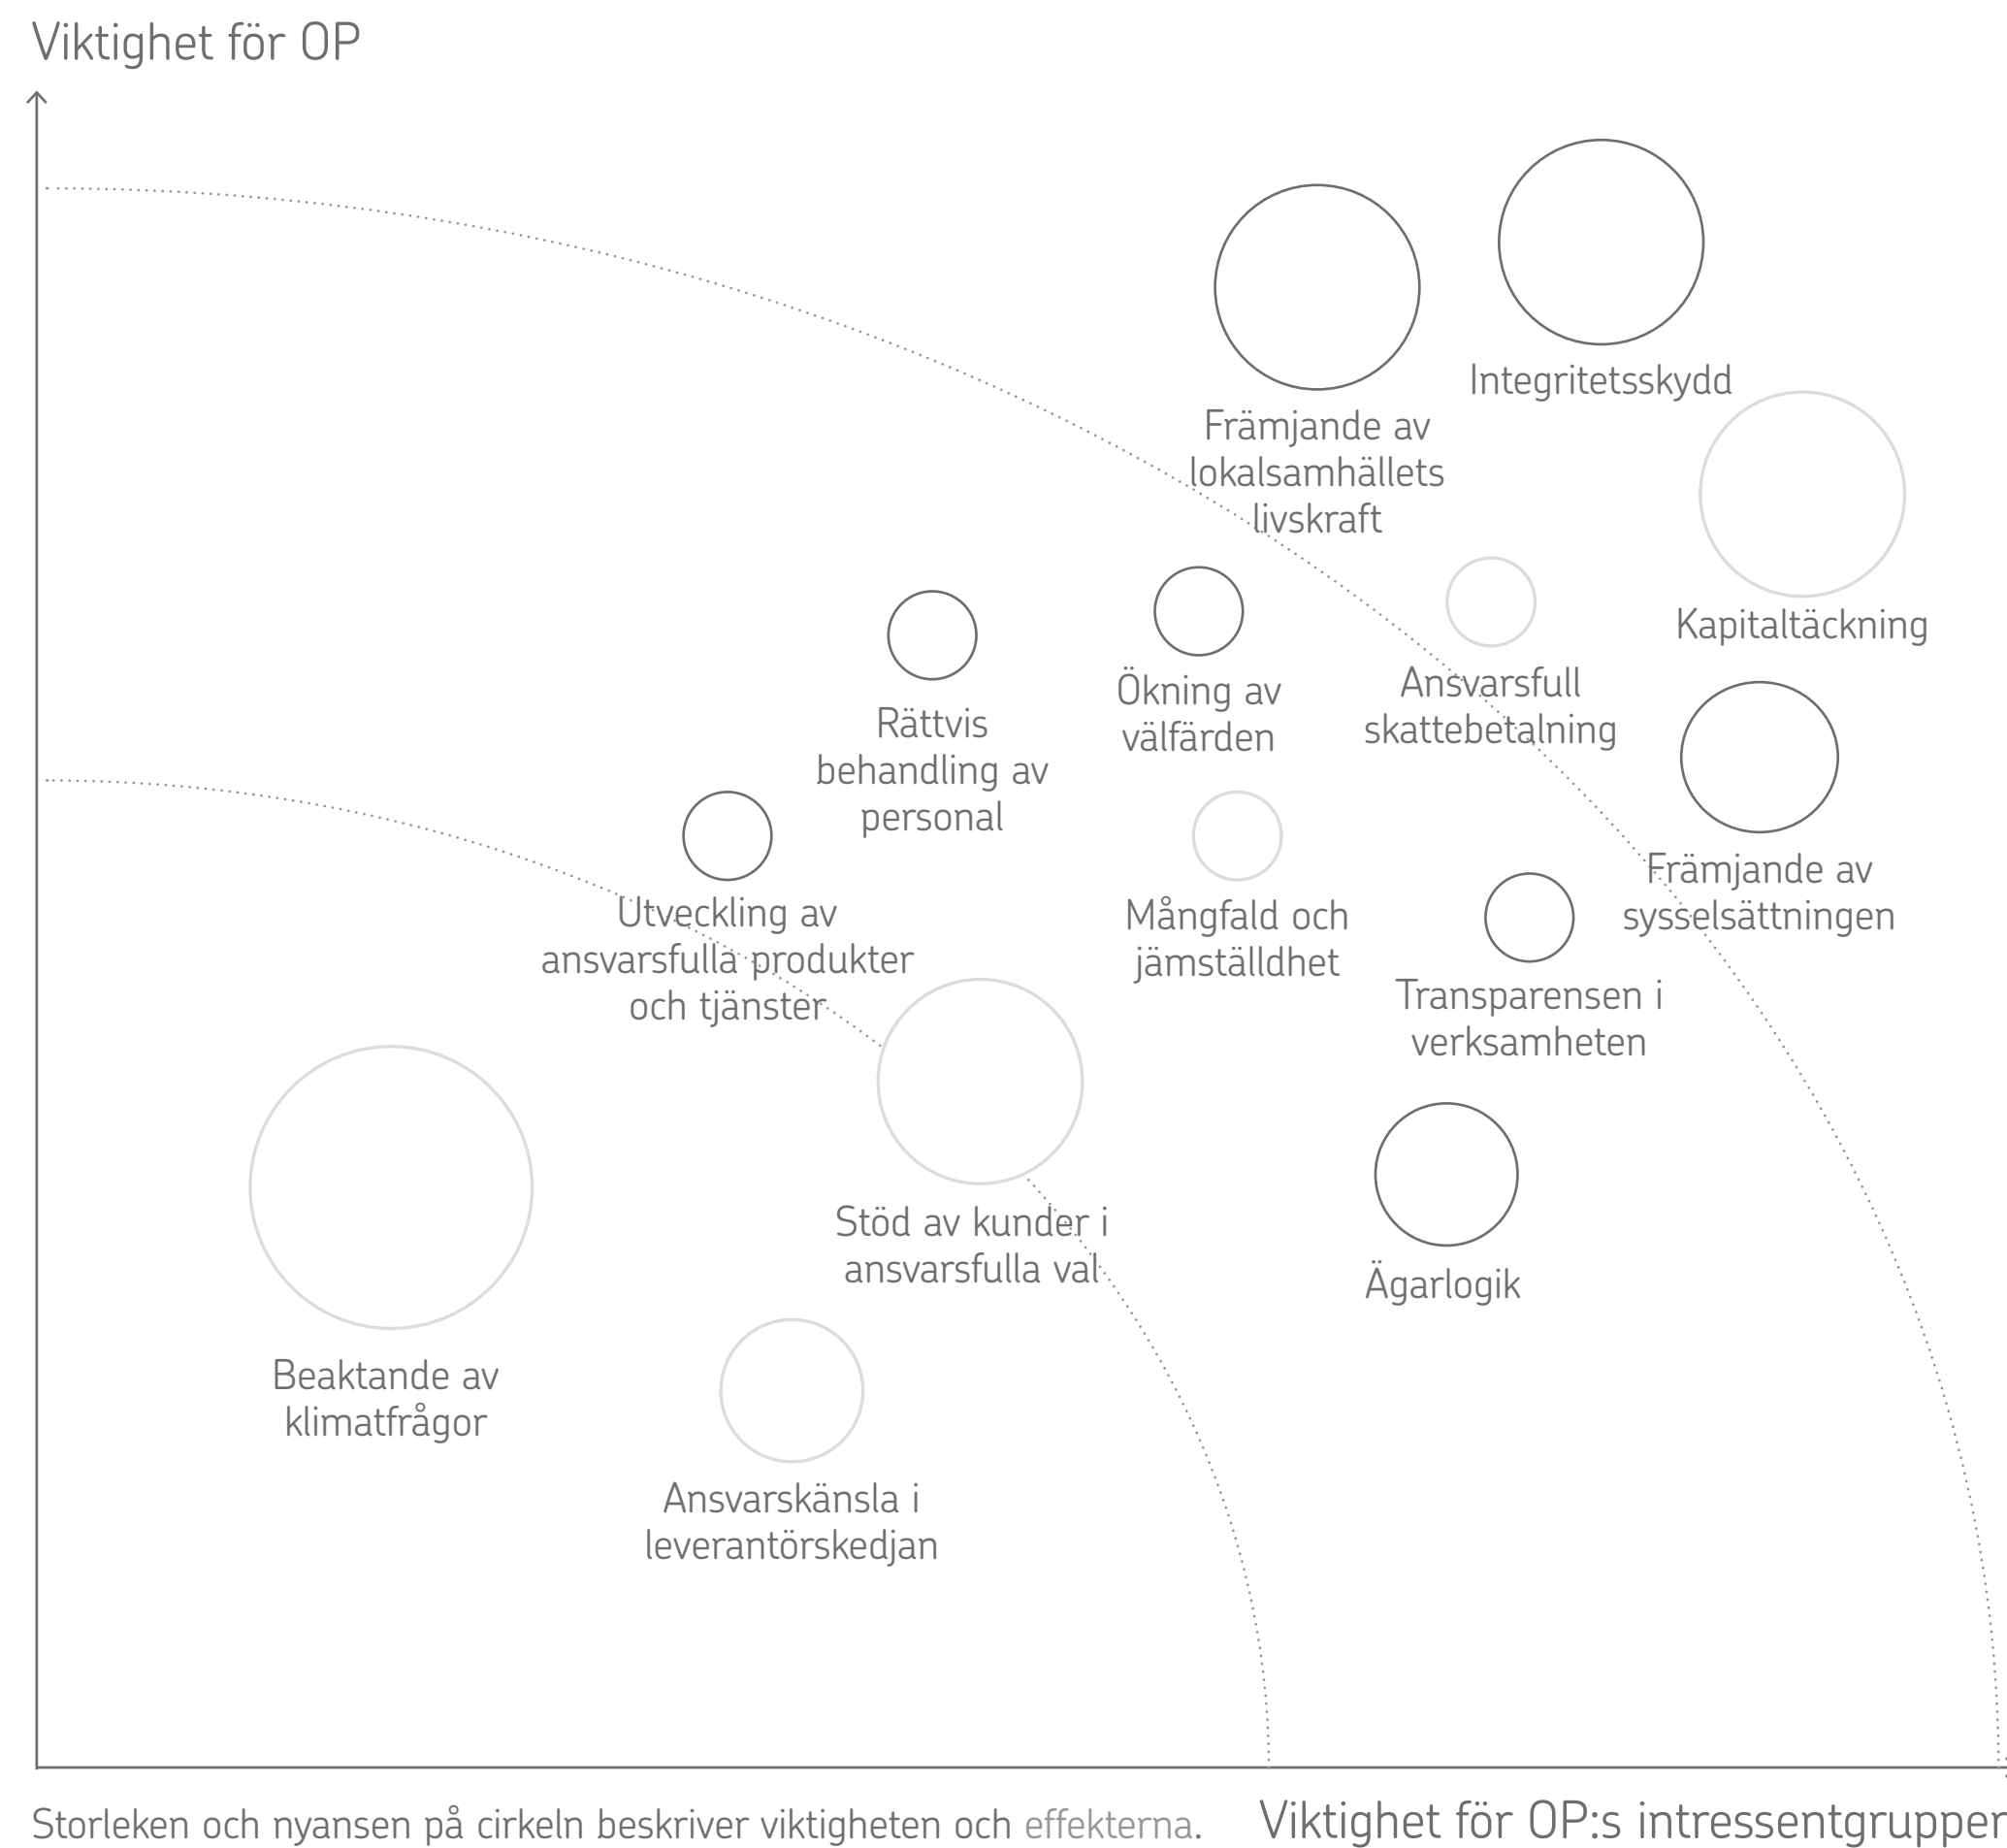 Viktighet för OP
Integritetsskydd
Främjande av
lokalsamhällets
livskraft
Kapitaltäckning
Ökning av
välfärden
Ansvarsfull
skattebetalning
Rättvis
behandling av
personal
Främjande av
sysselsättningen
Utveckling av
ansvarsfulla produkter
och tjänster
Mångfald och
jämställdhet
Transparensen i
verksamheten
Stöd av kunder i
ansvarsfulla val
Ägarlogik
Beaktande av
klimatfrågor
Ansvarskänsla i
leverantörskedjan
Storleken och nyansen på cirkeln beskriver viktigheten och effekterna.
Viktighet för OP:s intressentgrupper